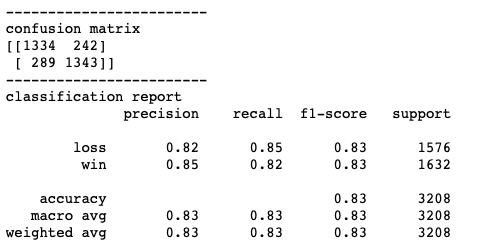 ------------------------
confusion matrix
[[1334  242]
 [ 289 1343]]
------------------------
classification report
              precision    recall  f1-score   support

        loss       0.82      0.85      0.83      1576
         win       0.85      0.82      0.83      1632

    accuracy                           0.83      3208
   macro avg       0.83      0.83      0.83      3208
weighted avg       0.83      0.83      0.83      3208